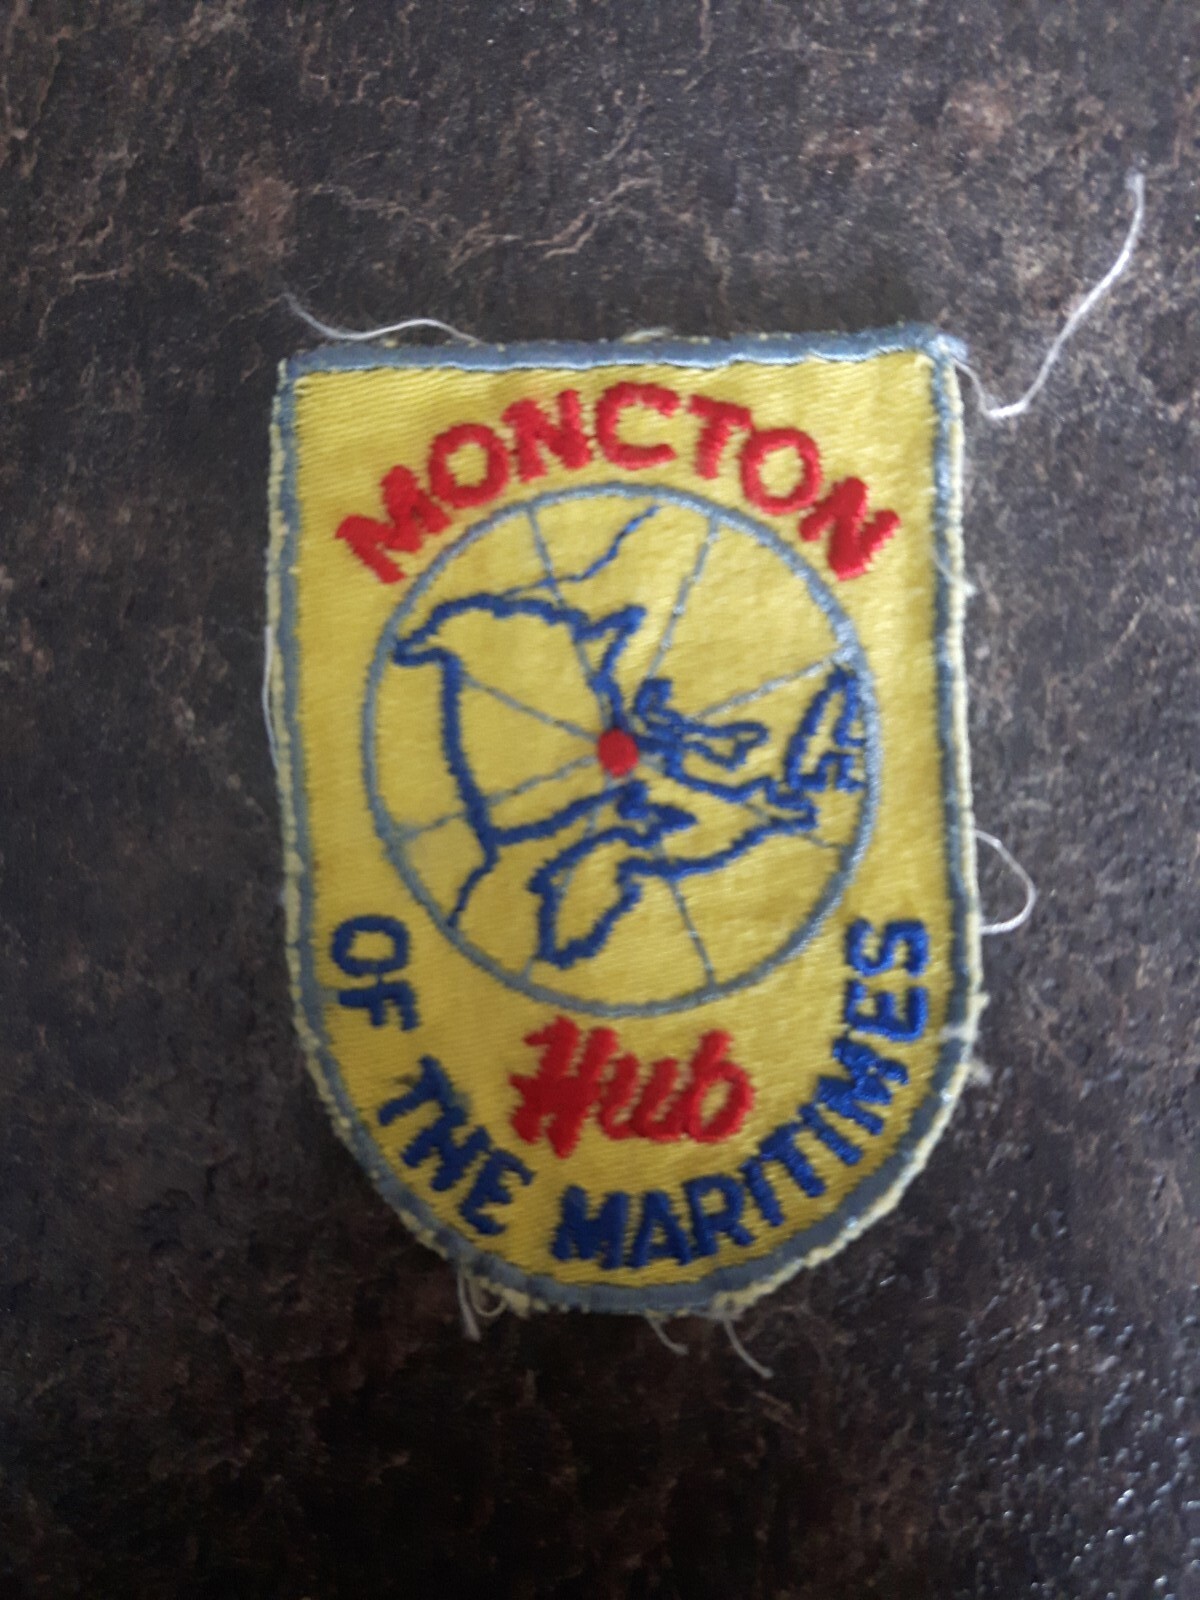 MONCTON
Hub
OF THE MARITIMES